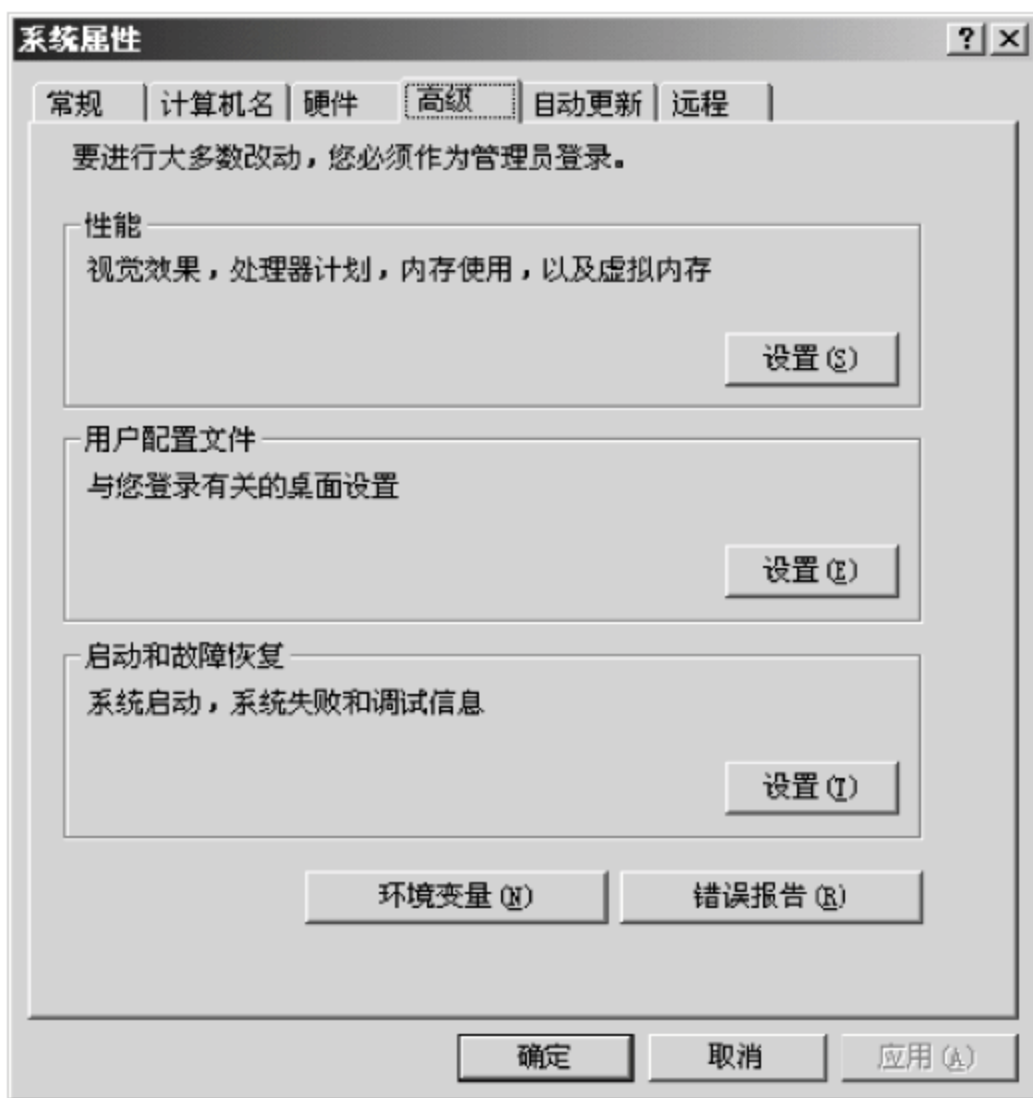 系统属性
常规 计算机名 硬件 高级 自动更新 远程
要进行大多数改动，您必须作为管理员登录。
性能
视觉效果，处理器计划，内存使用，以及虚拟内存
设置(S)
用户配置文件
与您登录有关的桌面设置
设置(E)
启动和故障恢复
系统启动，系统失败和调试信息
设置(T)
环境变量(N) 错误报告(R)
确定 取消 应用(A)